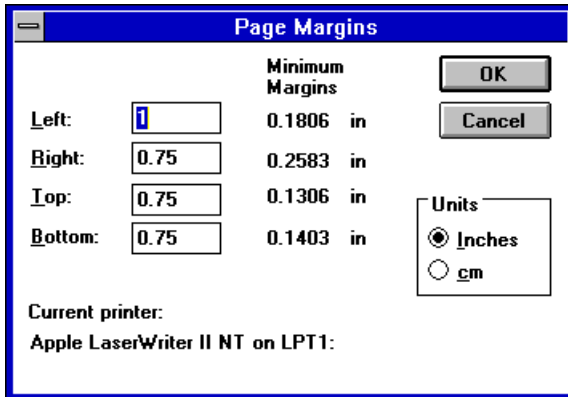 Page Margins
Minimum
Margins
OK
Left: 1 0.1806 in
Cancel
Right: 0.75 0.2583 in
Top: 0.75 0.1306 in
Units
Bottom: 0.75 0.1403 in
Inches
cm
Current printer:
Apple LaserWriter II NT on LPT1: